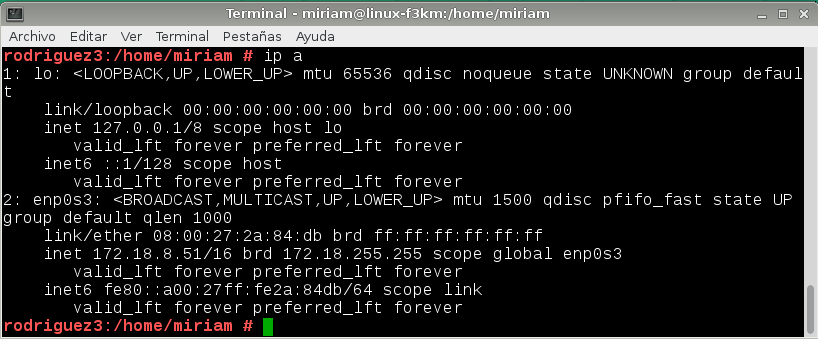 Terminal - miriam@linux-f3km:/home/miriam
Archivo Editar Ver Terminal Pestañas Ayuda
rodriguez3:/home/miriam # ip a
1: lo: <LOOPBACK,UP,LOWER_UP> mtu 65536 qdisc noqueue state UNKNOWN group defaul
t
    link/loopback 00:00:00:00:00:00 brd 00:00:00:00:00:00
    inet 127.0.0.1/8 scope host lo
       valid_lft forever preferred_lft forever
    inet6 ::1/128 scope host
       valid_lft forever preferred_lft forever
2: enp0s3: <BROADCAST,MULTICAST,UP,LOWER_UP> mtu 1500 qdisc pfifo_fast state UP
group default qlen 1000
    link/ether 08:00:27:2a:84:db brd ff:ff:ff:ff:ff:ff
    inet 172.18.8.51/16 brd 172.18.255.255 scope global enp0s3
       valid_lft forever preferred_lft forever
    inet6 fe80::a00:27ff:fe2a:84db/64 scope link
       valid_lft forever preferred_lft forever
rodriguez3:/home/miriam #